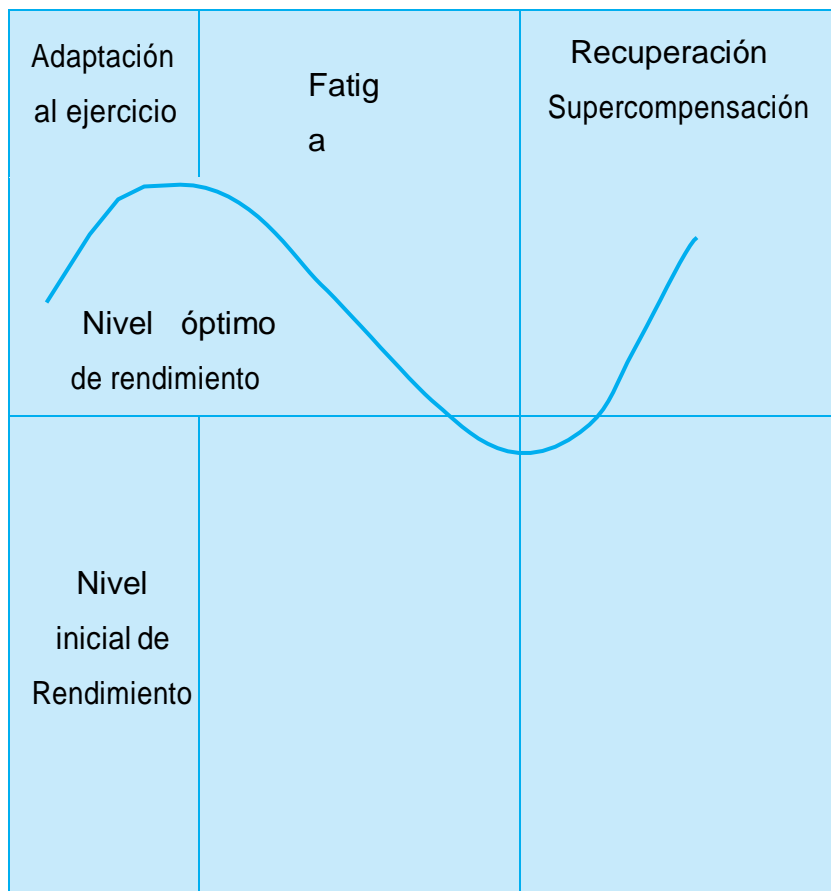 Adaptación
al ejercicio
Fatig
a
Recuperación
Supercompensación
Nivel óptimo
de rendimiento
Nivel
inicial de
Rendimiento